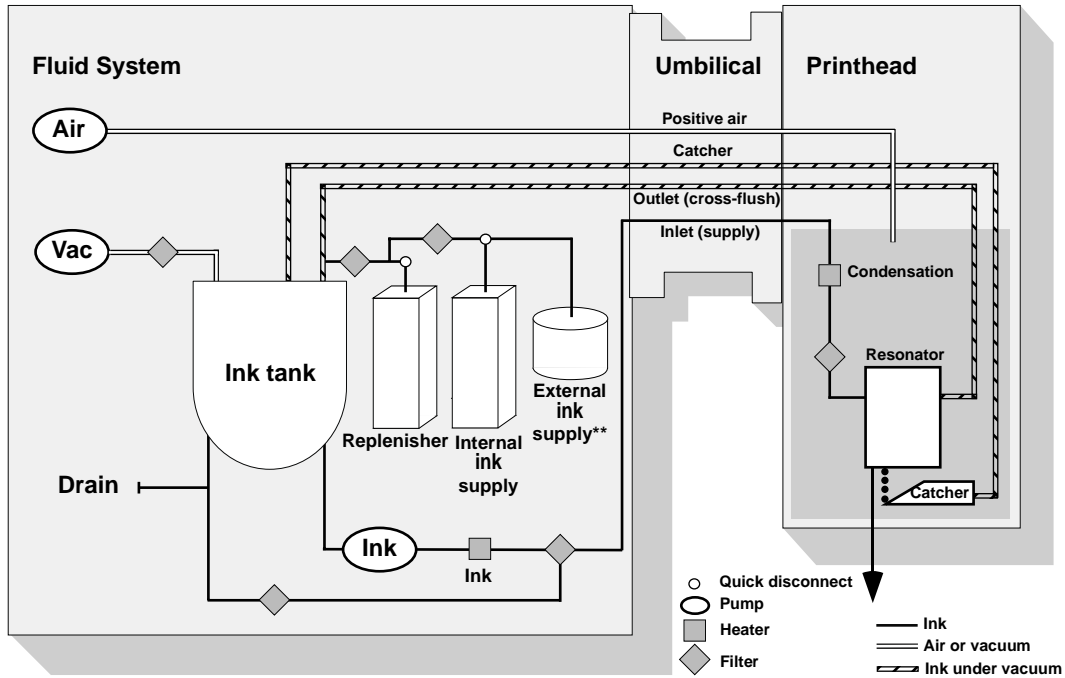 Fluid System
Umbilical
Printhead
Air
Positive air
Catcher
Outlet (cross-flush)
Inlet (supply)
Vac
Condensation
Ink tank
Resonator
Replenisher
Internal
ink
supply
External
ink
supply**
Drain
Catcher
Ink
Ink
Quick disconnect
Pump
Heater
Filter
Ink
Air or vacuum
Ink under vacuum